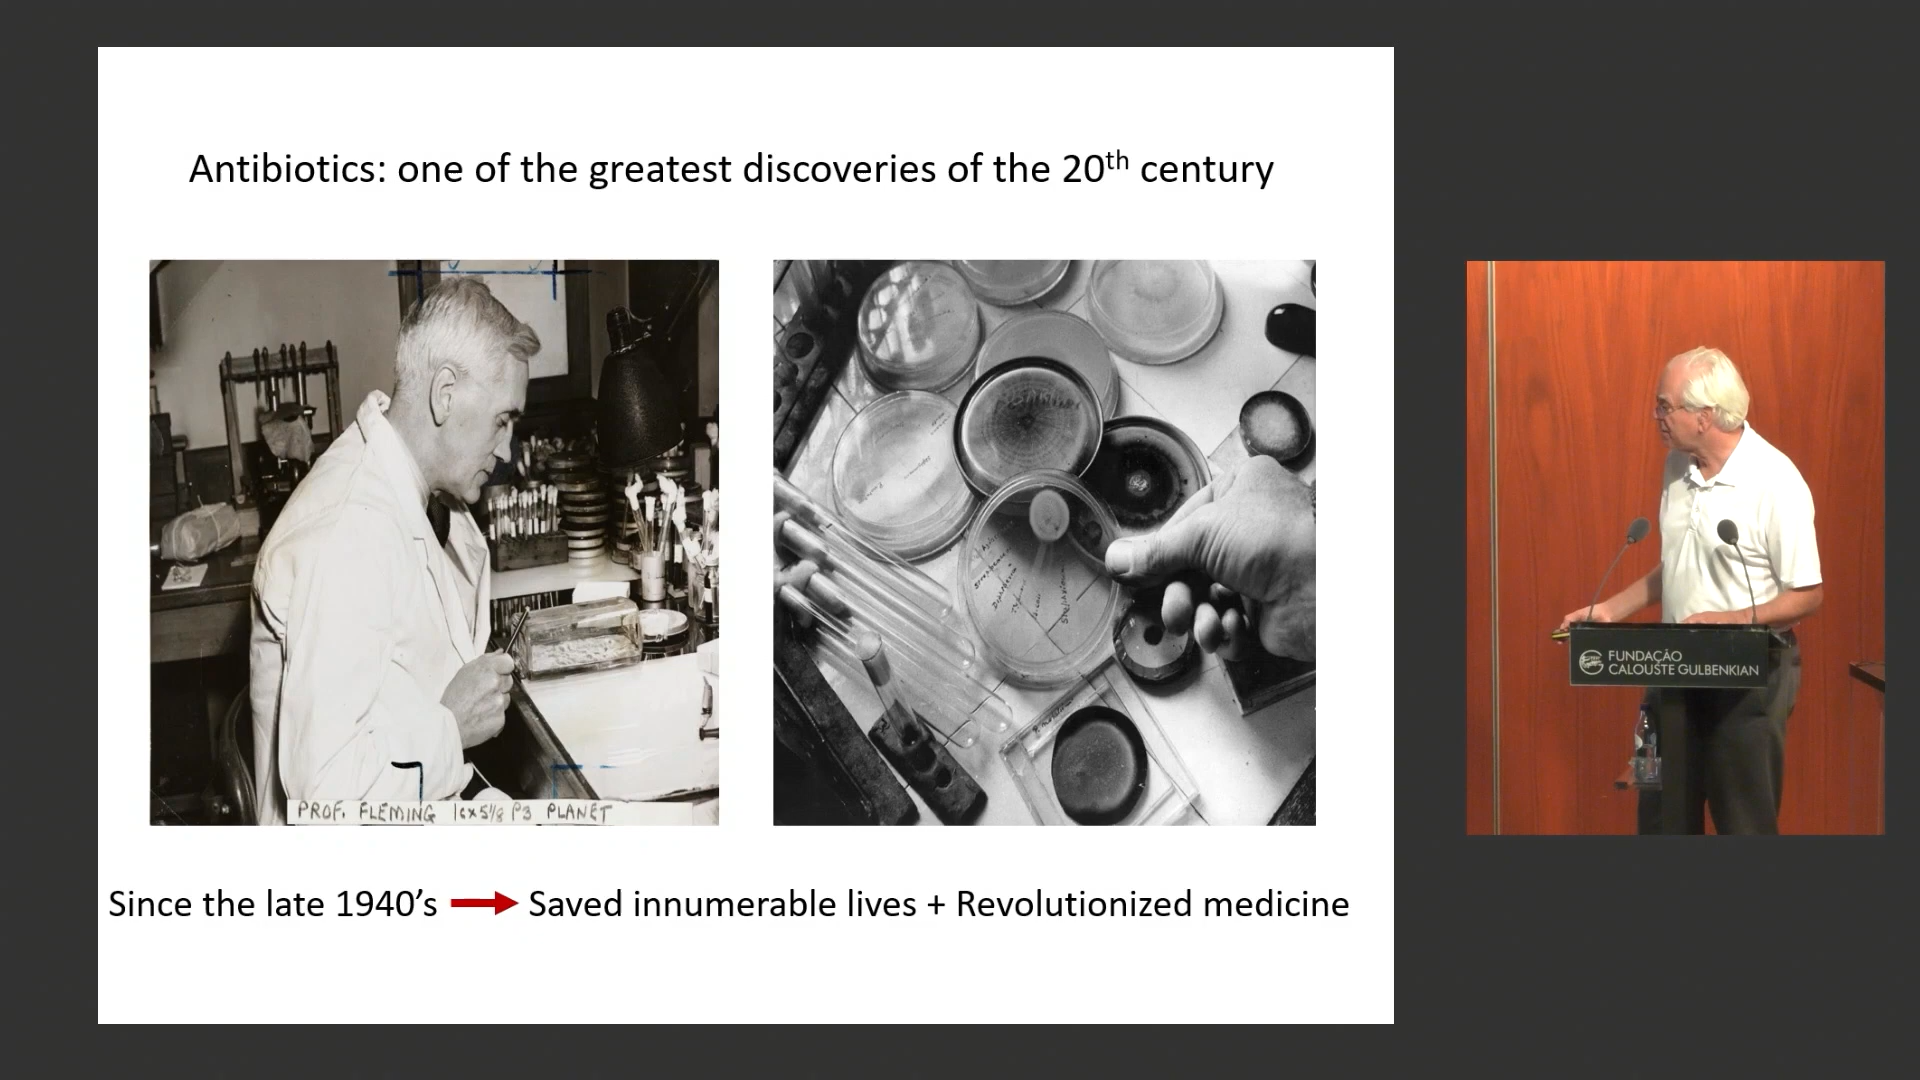 Antibiotics: one of the greatest discoveries of the 20th century
PROF. FLEMING 16x5⅛ P3 PLANET
Since the late 1940’s Saved innumerable lives + Revolutionized medicine
FUNDAÇÃO
CALOUSTE GULBENKIAN